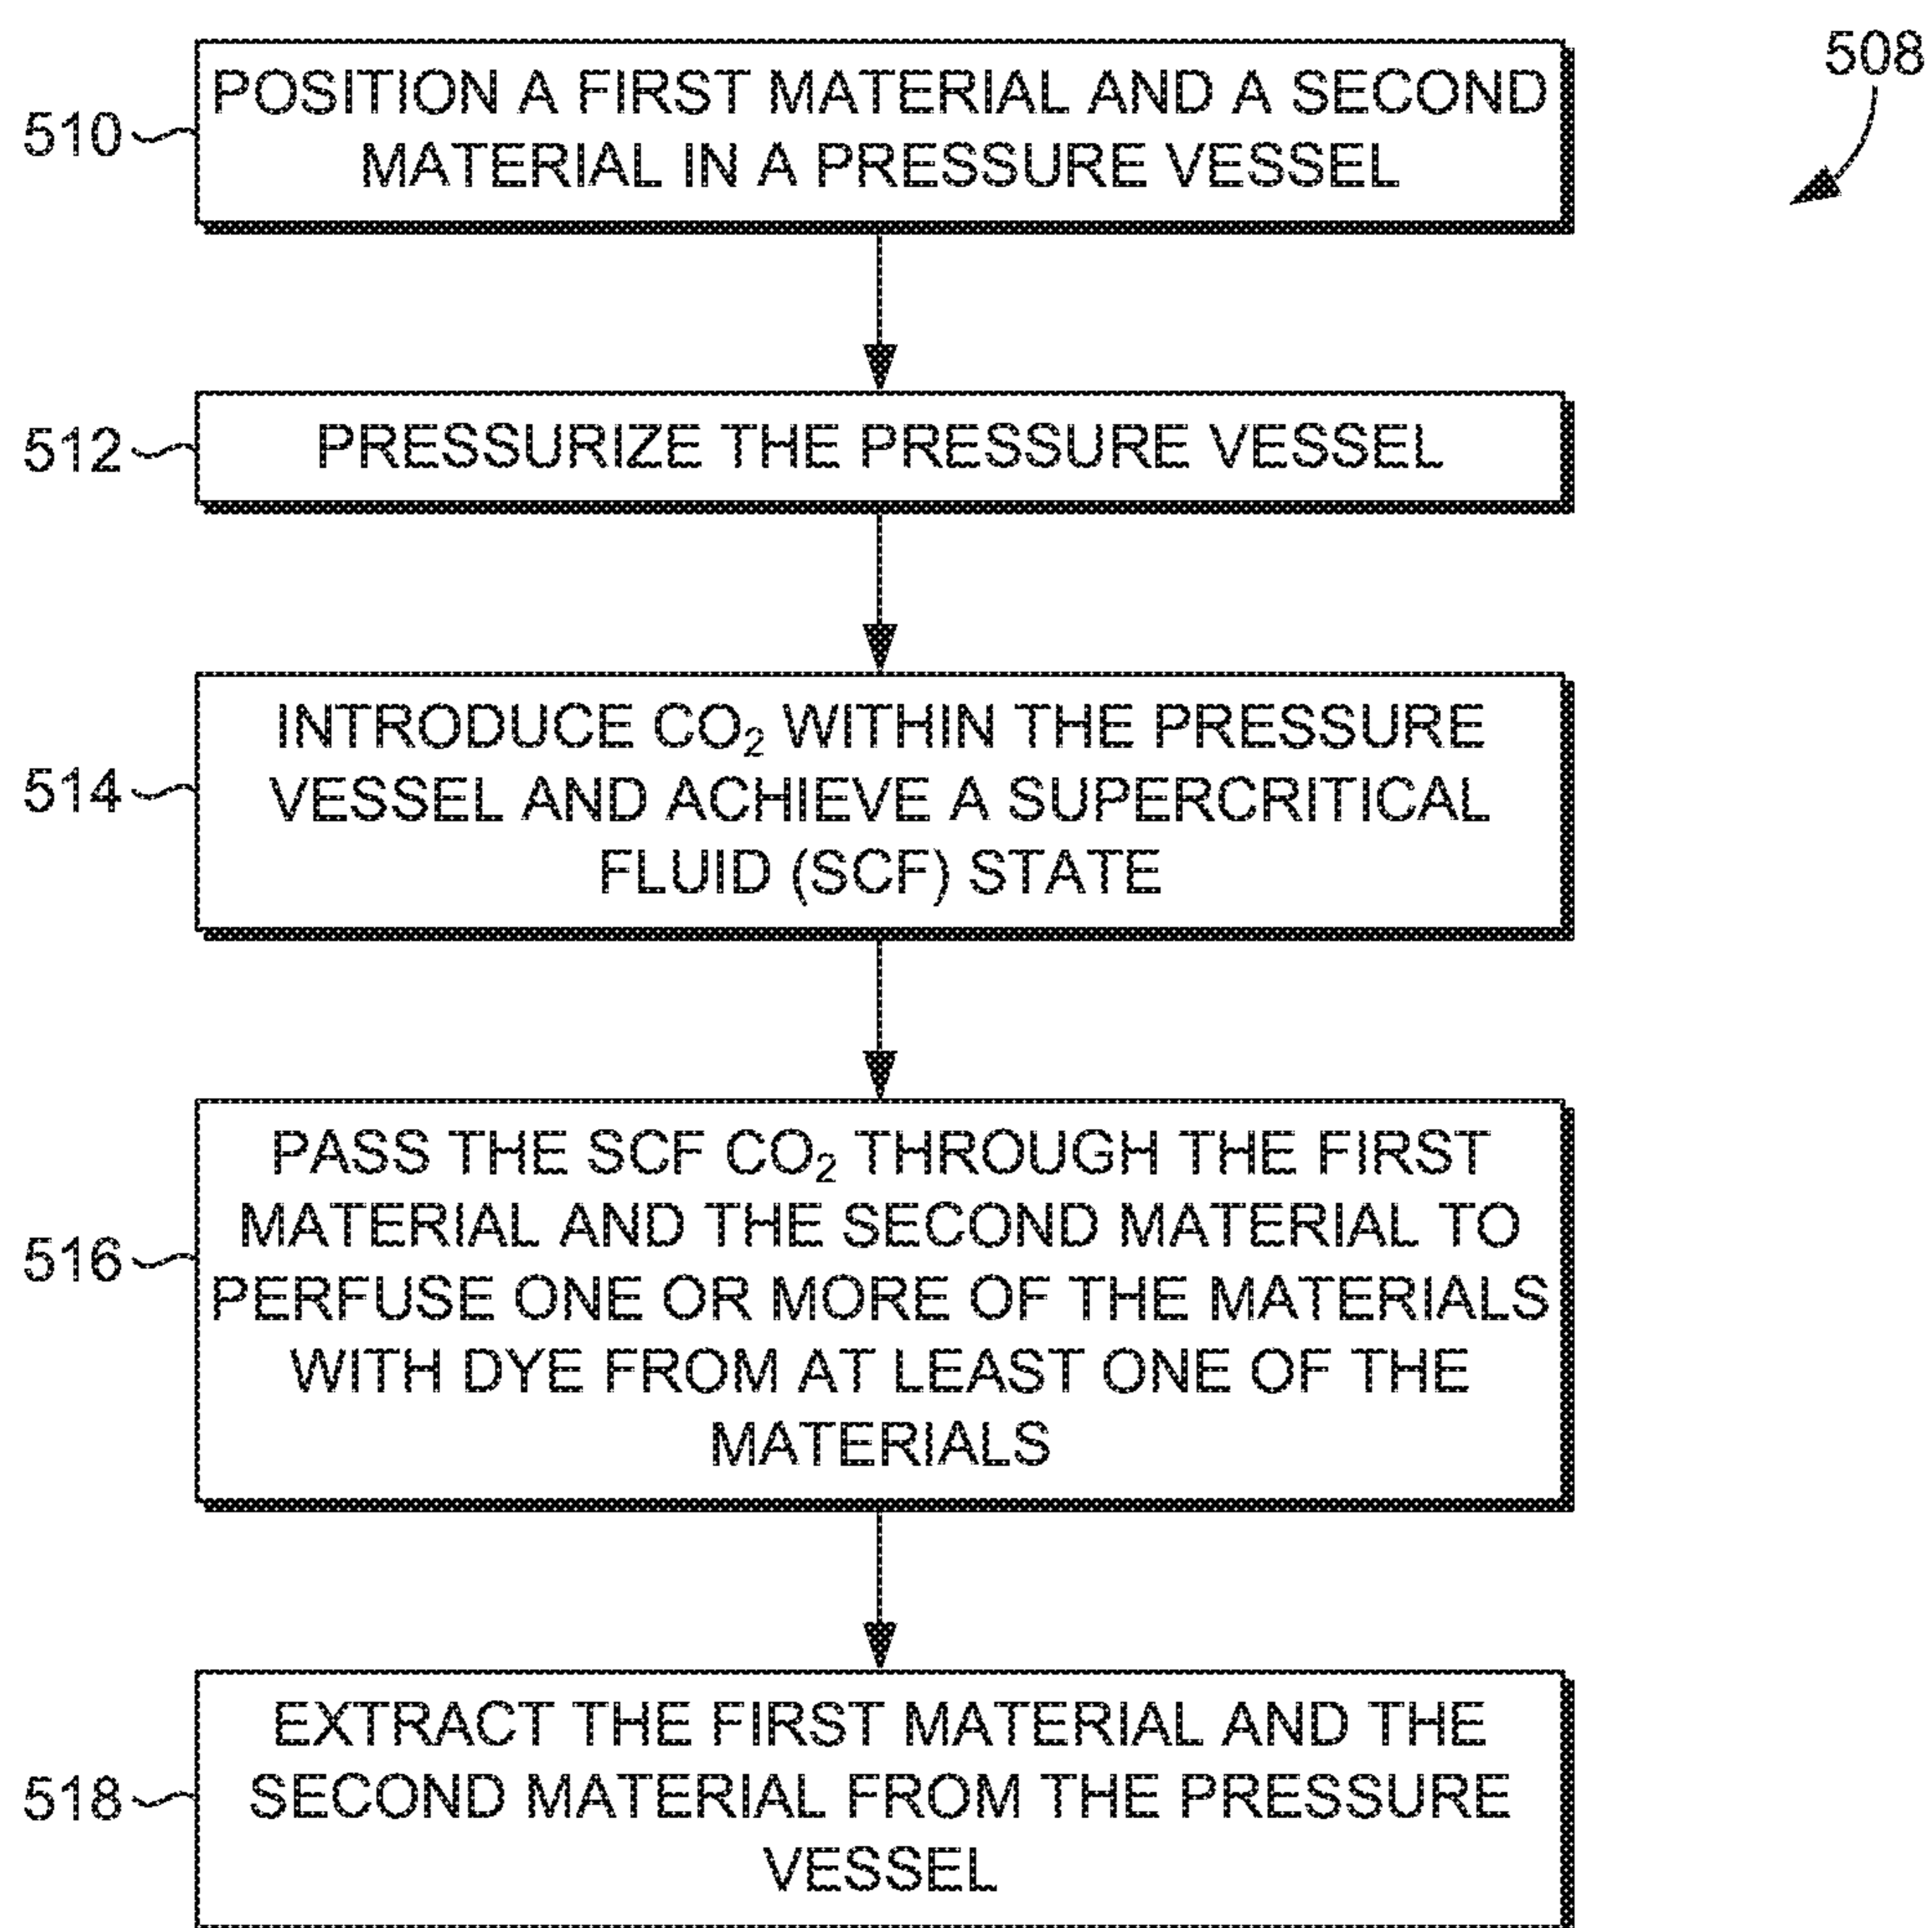 508
510
POSITION A FIRST MATERIAL AND A SECOND
MATERIAL IN A PRESSURE VESSEL
512
PRESSURIZE THE PRESSURE VESSEL
514
INTRODUCE CO₂ WITHIN THE PRESSURE
VESSEL AND ACHIEVE A SUPERCRITICAL
FLUID (SCF) STATE
516
PASS THE SCF CO₂ THROUGH THE FIRST
MATERIAL AND THE SECOND MATERIAL TO
PERFUSE ONE OR MORE OF THE MATERIALS
WITH DYE FROM AT LEAST ONE OF THE
MATERIALS
518
EXTRACT THE FIRST MATERIAL AND THE
SECOND MATERIAL FROM THE PRESSURE
VESSEL